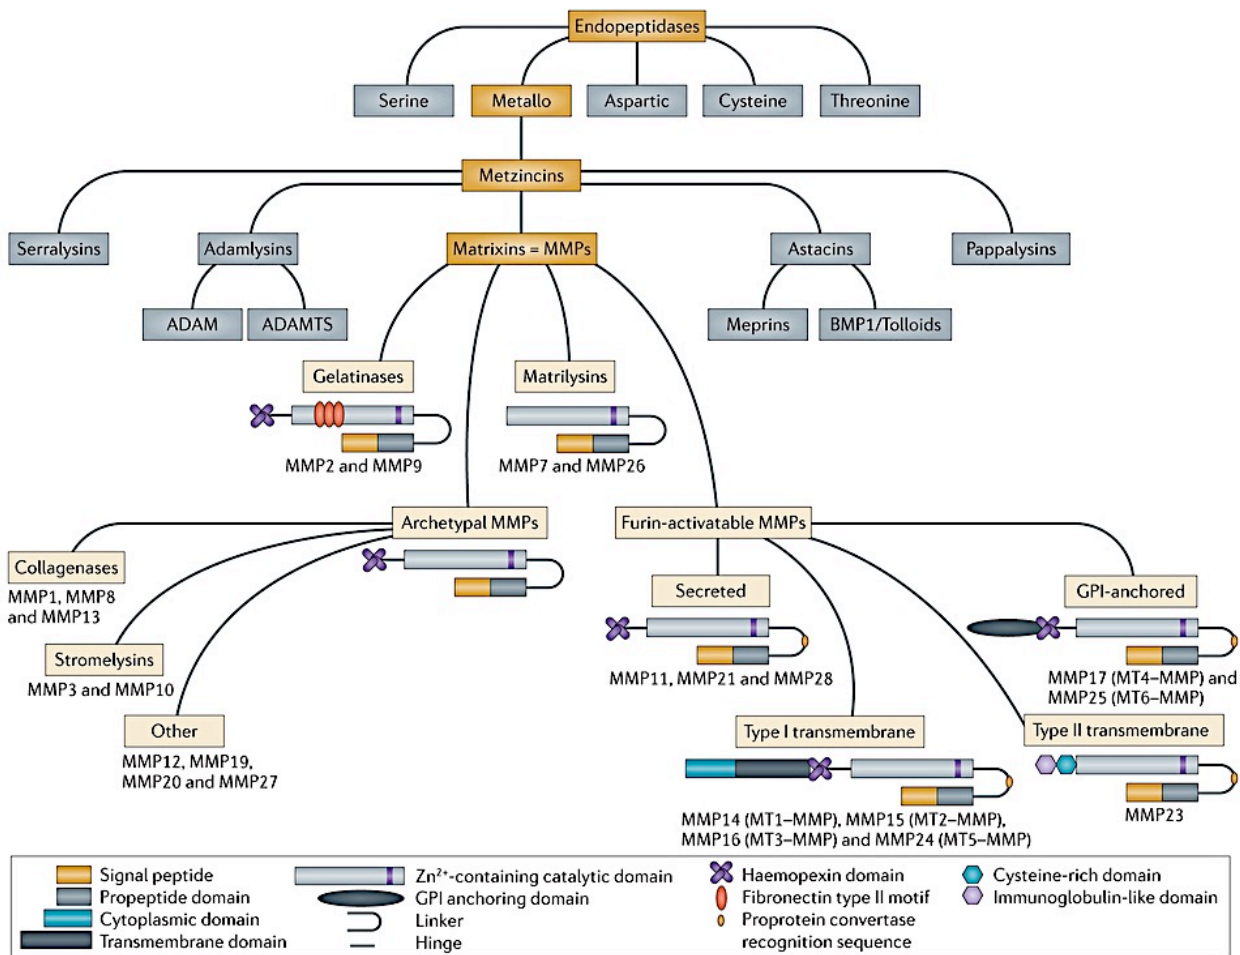 Endopeptidases
Serine
Metallo
Aspartic
Cysteine
Threonine
Metzincins
Serralysins
Adamlysins
Matrixins = MMPs
Astacins
Pappalysins
ADAM
ADAMTS
Meprins
BMP1/Tolloids
Gelatinases
MMP2 and MMP9
Matrilysins
MMP7 and MMP26
Archetypal MMPs
Furin-activatable MMPs
Collagenases
MMP1, MMP8
and MMP13
Stromelysins
MMP3 and MMP10
Other
MMP12, MMP19,
MMP20 and MMP27
Secreted
MMP11, MMP21 and MMP28
GPI-anchored
MMP17 (MT4–MMP) and
MMP25 (MT6–MMP)
Type I transmembrane
MMP14 (MT1–MMP), MMP15 (MT2–MMP),
MMP16 (MT3–MMP) and MMP24 (MT5–MMP)
Type II transmembrane
MMP23
Signal peptide
Propeptide domain
Cytoplasmic domain
Transmembrane domain
Zn²⁺-containing catalytic domain
GPI anchoring domain
Linker
Hinge
Haemopexin domain
Fibronectin type II motif
Proprotein convertase
recognition sequence
Cysteine-rich domain
Immunoglobulin-like domain